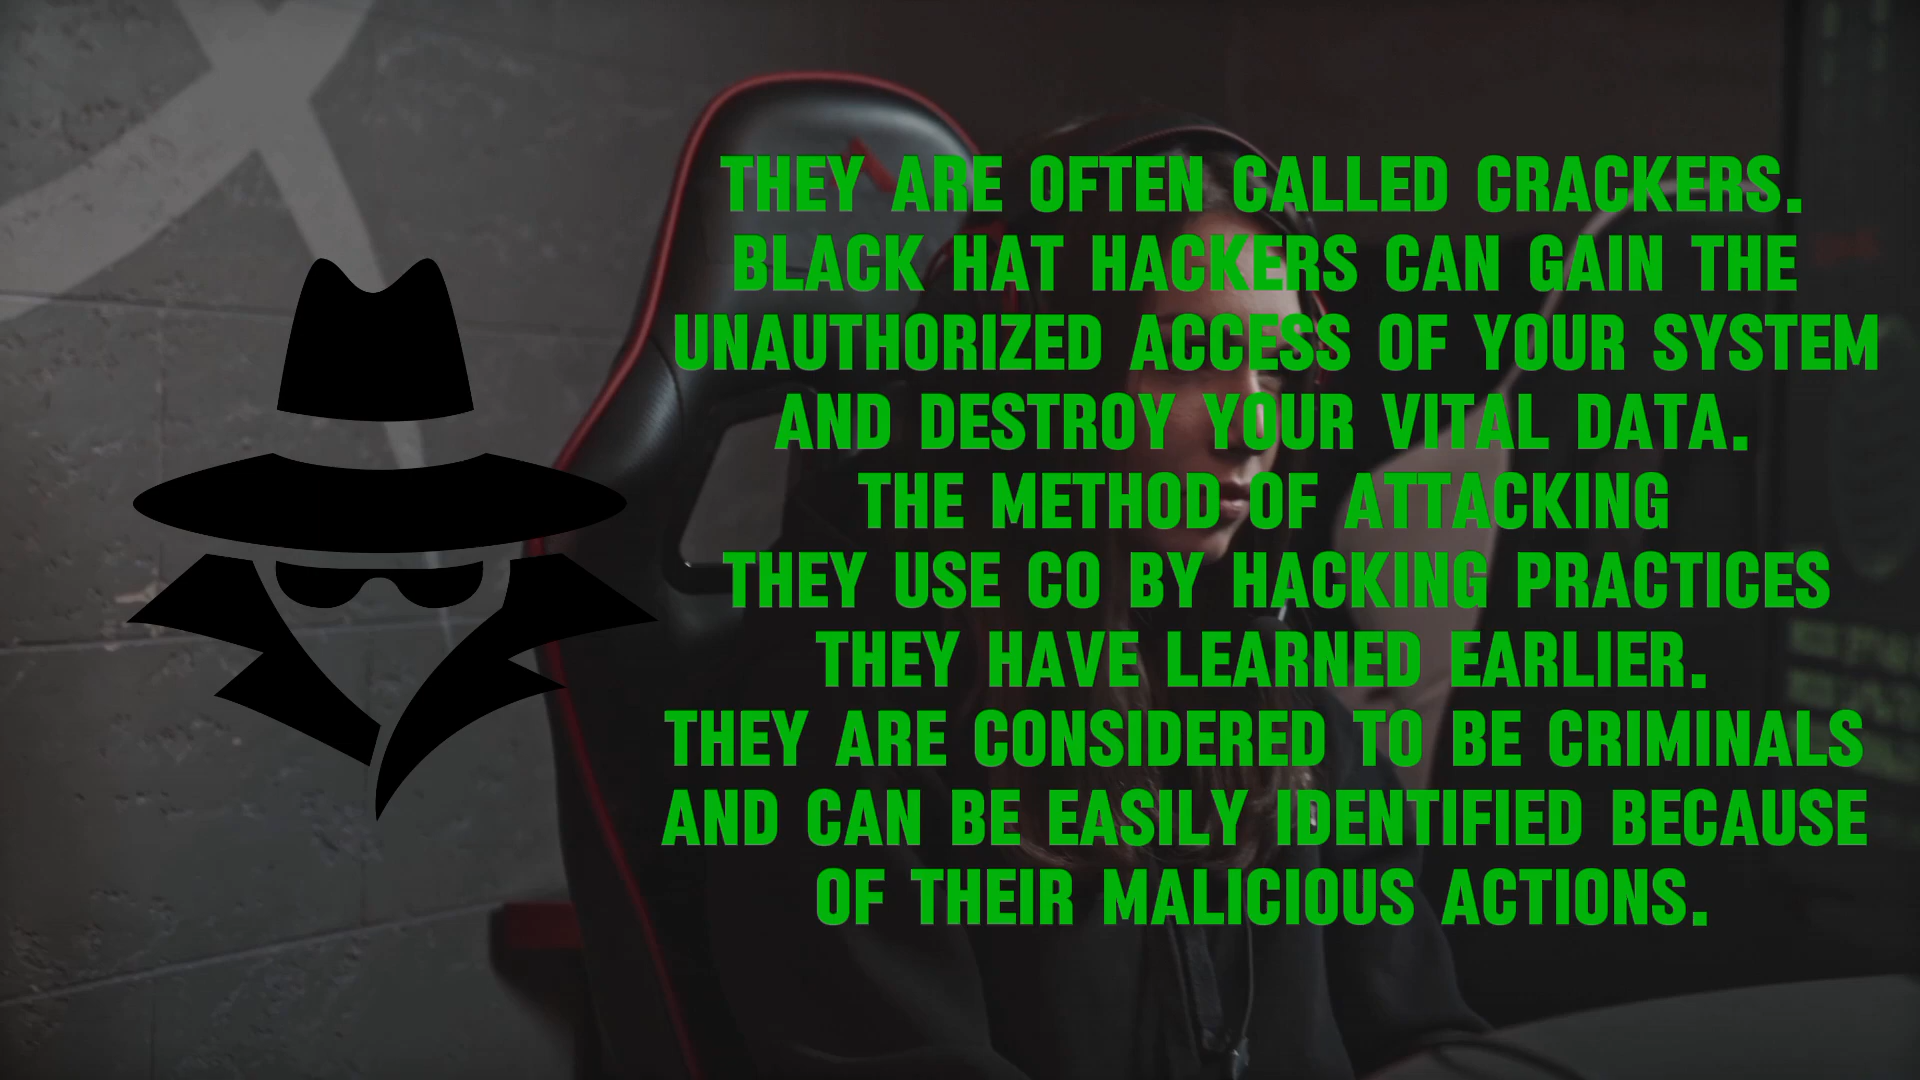 THEY ARE OFTEN CALLED CRACKERS.
BLACK HAT HACKERS CAN GAIN THE
UNAUTHORIZED ACCESS OF YOUR SYSTEM
AND DESTROY YOUR VITAL DATA.
THE METHOD OF ATTACKING
THEY USE CO BY HACKING PRACTICES
THEY HAVE LEARNED EARLIER.
THEY ARE CONSIDERED TO BE CRIMINALS
AND CAN BE EASILY IDENTIFIED BECAUSE
OF THEIR MALICIOUS ACTIONS.